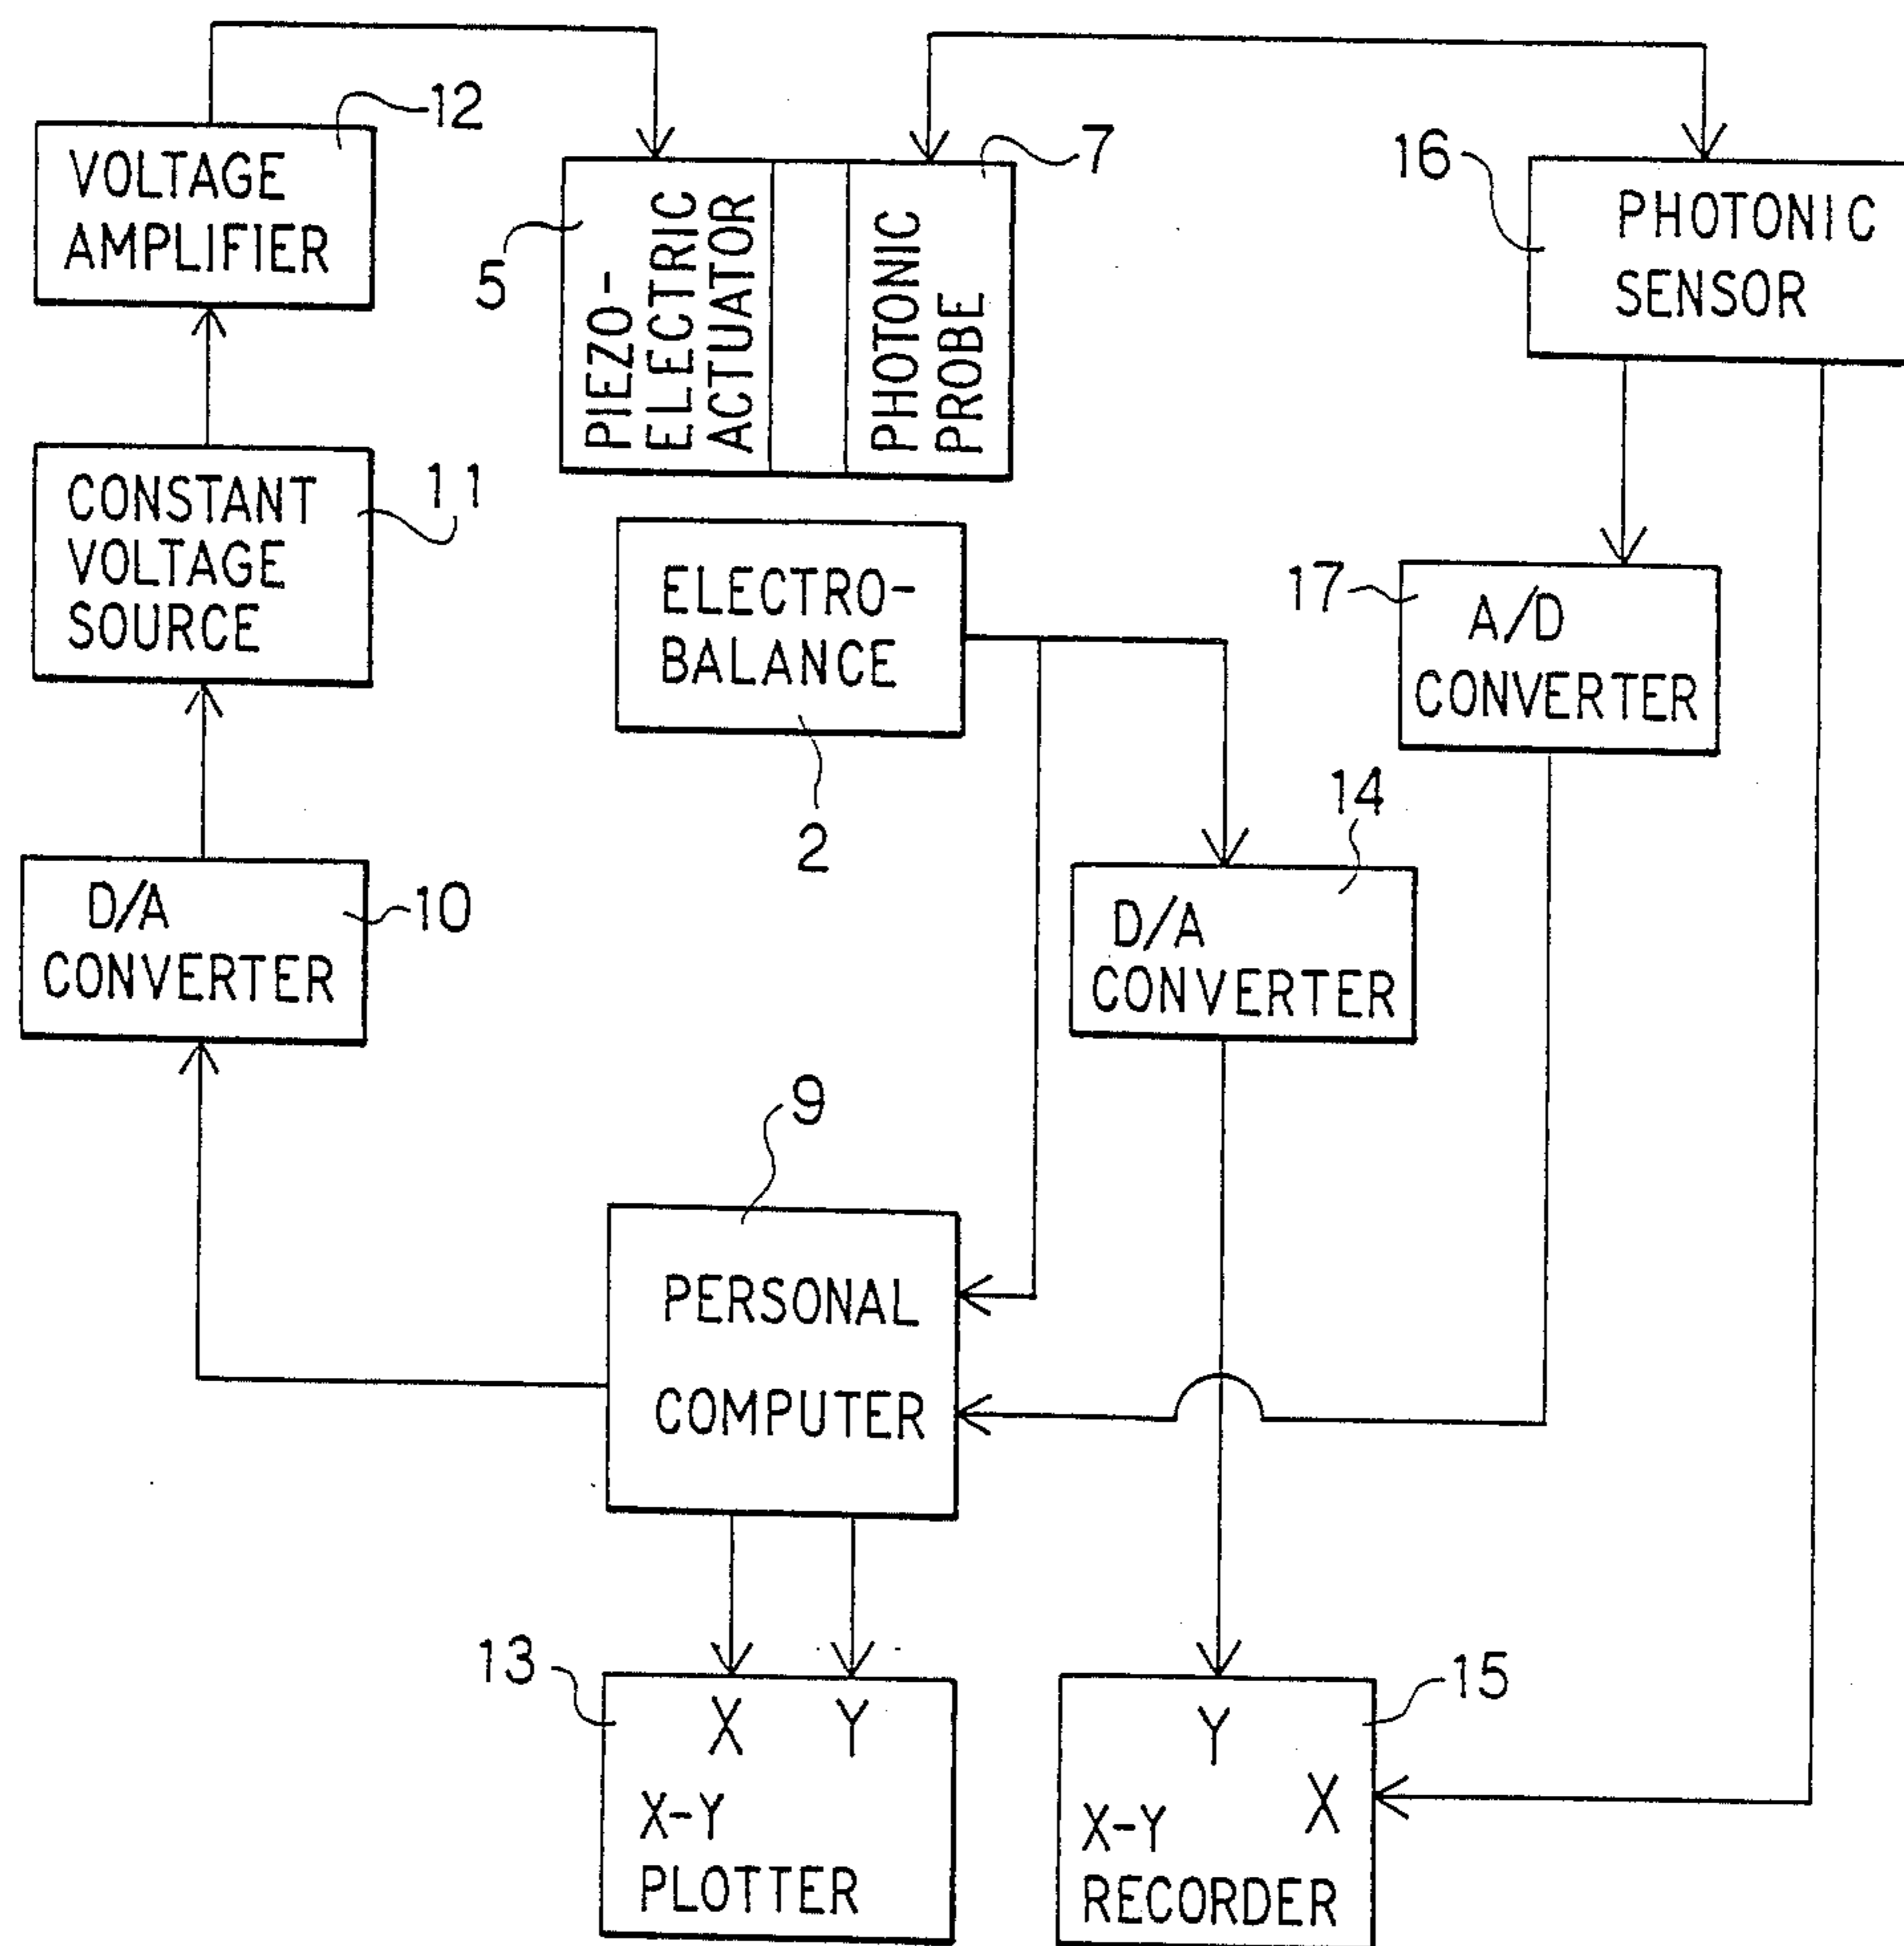 12
VOLTAGE
AMPLIFIER
5
PIEZO-
ELECTRIC
ACTUATOR
PHOTONIC
PROBE
7
16
PHOTONIC
SENSOR
CONSTANT
VOLTAGE
SOURCE
11
ELECTRO-
BALANCE
2
17
A/D
CONVERTER
14
D/A
CONVERTER
10
D/A
CONVERTER
9
PERSONAL
COMPUTER
13
X Y
X-Y
PLOTTER
15
Y
X
X-Y
RECORDER